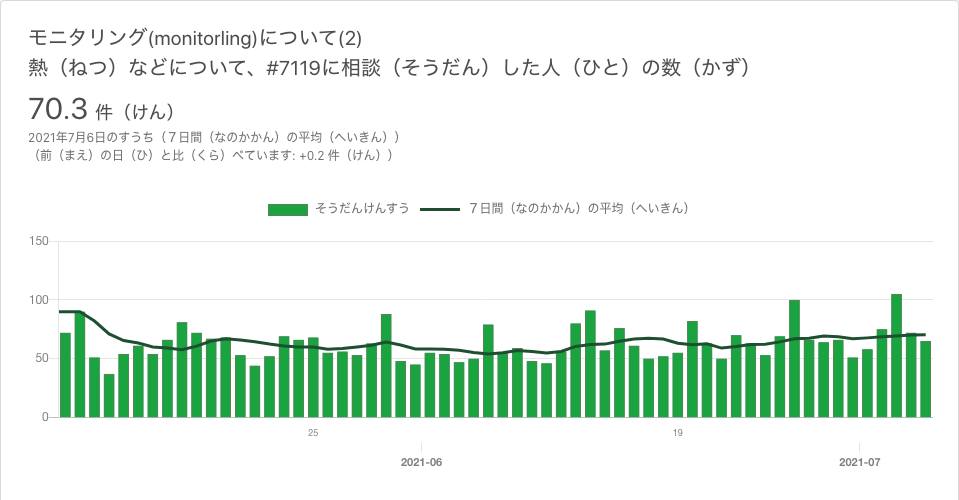 モニタリング(monitorling)について(2)
熱（ねつ）などについて、#7119に相談（そうだん）した人（ひと）の数（かず）
70.3 件（けん）
2021年7月6日のすうち（７日間（なのかかん）の平均（へいきん））
（前（まえ）の日（ひ）と比（くら）べています: +0.2 件（けん））
そうだんけんすう ７日間（なのかかん）の平均（へいきん）
150
100
50
0
25 19
2021-06 2021-07